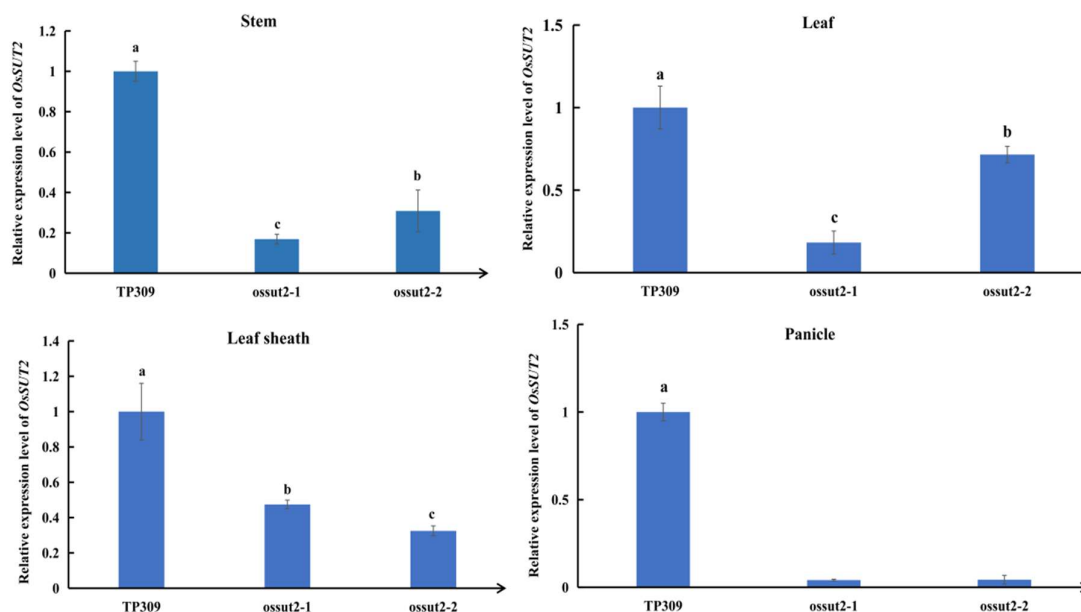 Stem
Relative expression level of OsSUT2
1.2
1
0.8
0.6
0.4
0.2
0
a
c
b
TP309
ossut2-1
ossut2-2
Leaf
Relative expression level of OsSUT2
1.5
1
0.5
0
a
c
b
TP309
ossut2-1
ossut2-2
Leaf sheath
Relative expression level of OsSUT2
1.4
1.2
1
0.8
0.6
0.4
0.2
0
a
b
c
TP309
ossut2-1
ossut2-2
Panicle
Relative expression level of OsSUT2
1.5
1
0.5
0
a
TP309
ossut2-1
ossut2-2